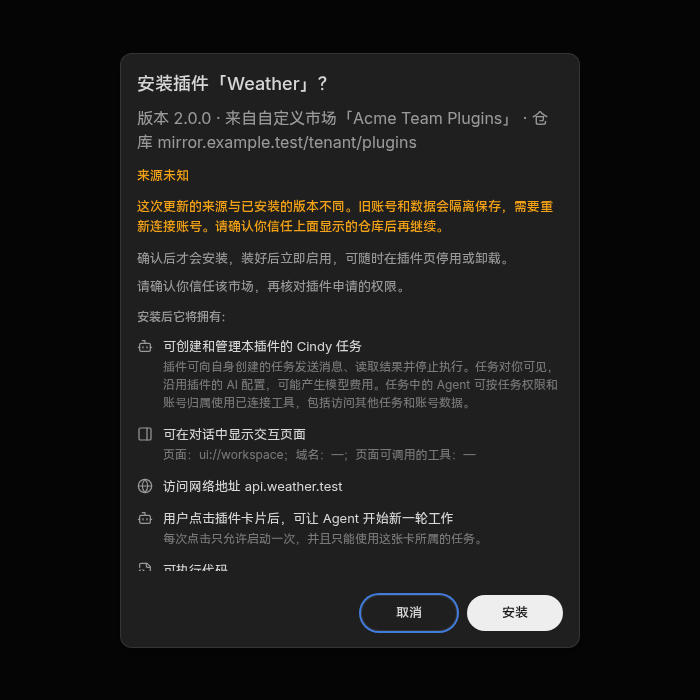 安装插件「Weather」?
版本 2.0.0 · 来自自定义市场「Acme Team Plugins」 · 仓
库 mirror.example.test/tenant/plugins
来源未知
这次更新的来源与已安装的版本不同。旧账号和数据会隔离保存，需要重
新连接账号。请确认你信任上面显示的仓库后再继续。
确认后才会安装，装好后立即启用，可随时在插件页停用或卸载。
请确认你信任该市场，再核对插件申请的权限。
安装后它将拥有：
可创建和管理本插件的 Cindy 任务
插件可向自身创建的任务发送消息、读取结果并停止执行。任务对你可见，
沿用插件的 AI 配置，可能产生模型费用。任务中的 Agent 可按任务权限和
账号归属使用已连接工具，包括访问其他任务和账号数据。
可在对话中显示交互页面
页面：ui://workspace；域名：—；页面可调用的工具：—
访问网络地址 api.weather.test
用户点击插件卡片后，可让 Agent 开始新一轮工作
每次点击只允许启动一次，并且只能使用这张卡所属的任务。
可执行代码
取消
安装